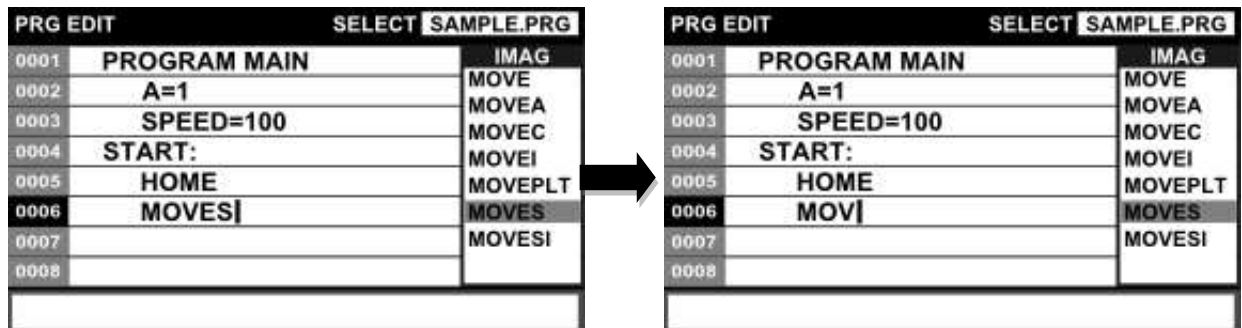 PRG EDIT SELECT SAMPLE.PRG
0001 PROGRAM MAIN
0002 A=1
0003 SPEED=100
0004 START:
0005 HOME
0006 MOVES
0007
0008
IMAG
MOVE
MOVEA
MOVEC
MOVEI
MOVEPLT
MOVES
MOVESI
PRG EDIT SELECT SAMPLE.PRG
0001 PROGRAM MAIN
0002 A=1
0003 SPEED=100
0004 START:
0005 HOME
0006 MOV
0007
0008
IMAG
MOVE
MOVEA
MOVEC
MOVEI
MOVEPLT
MOVES
MOVESI